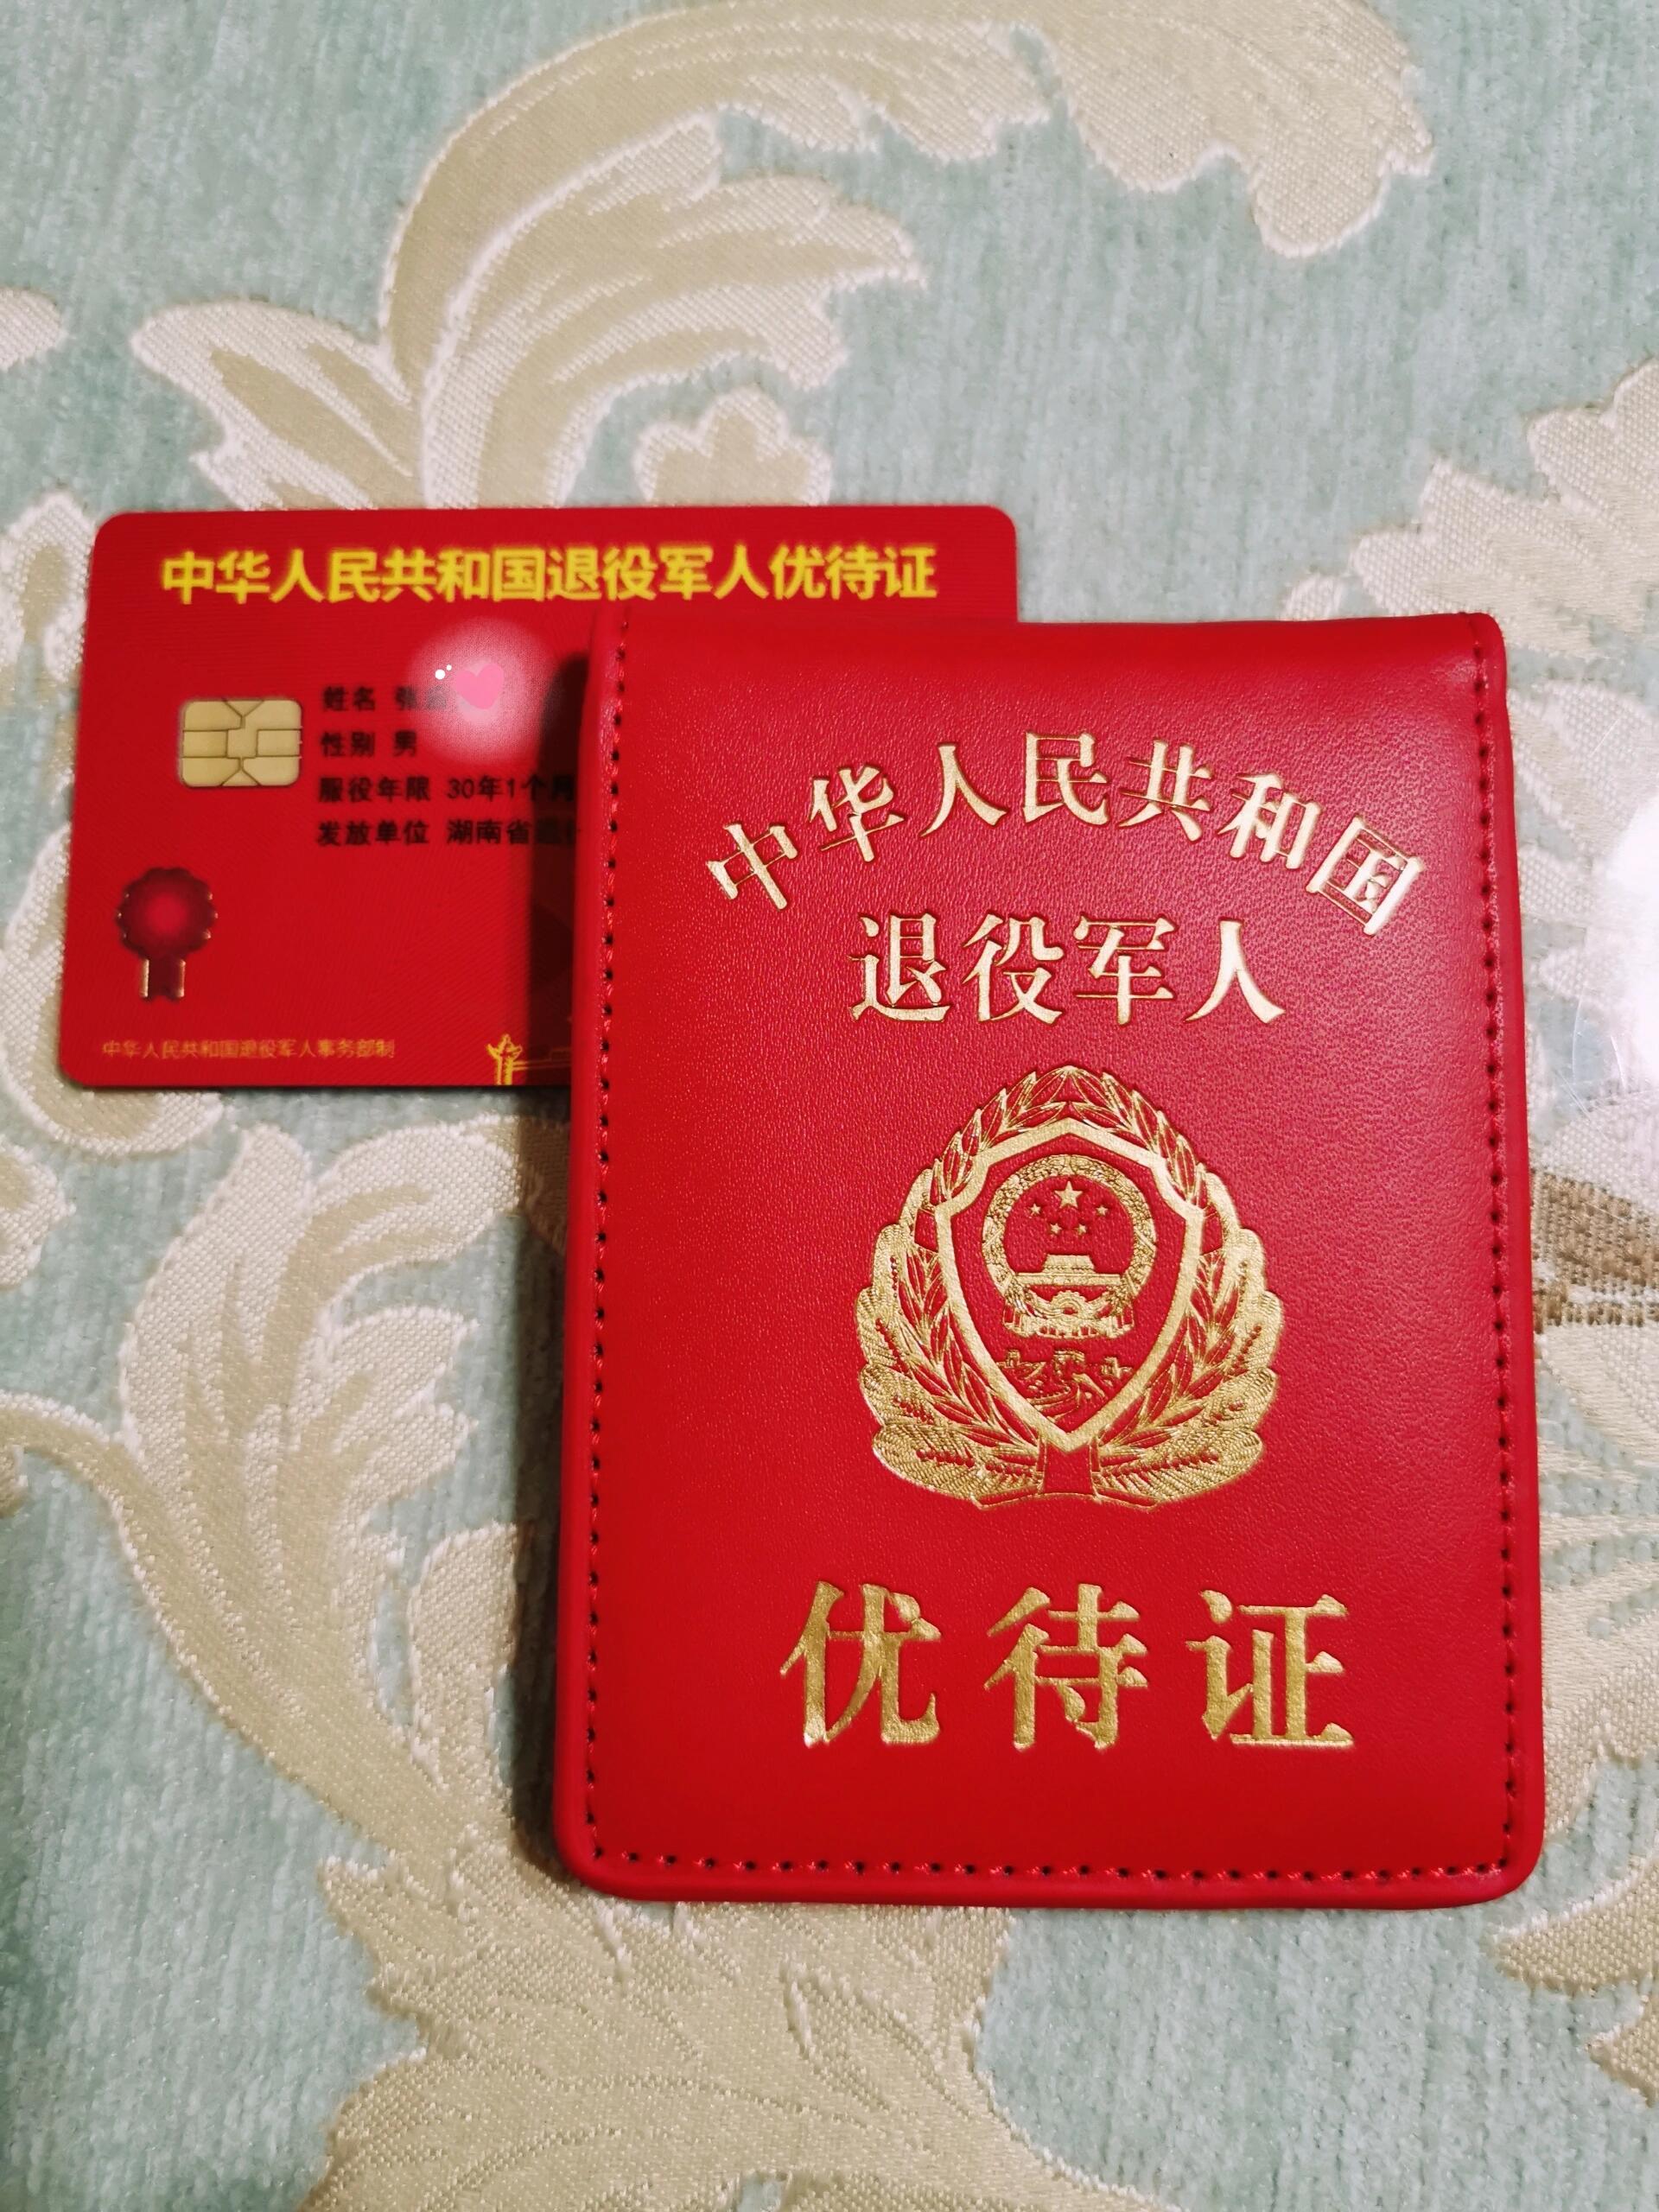 中华人民共和国退役军人优待证
姓名 张
性别 男
服役年限 30年1个月
发放单位 湖南省退
中华人民共和国退役军人事务部制
中华人民共和国
退役军人
优待证